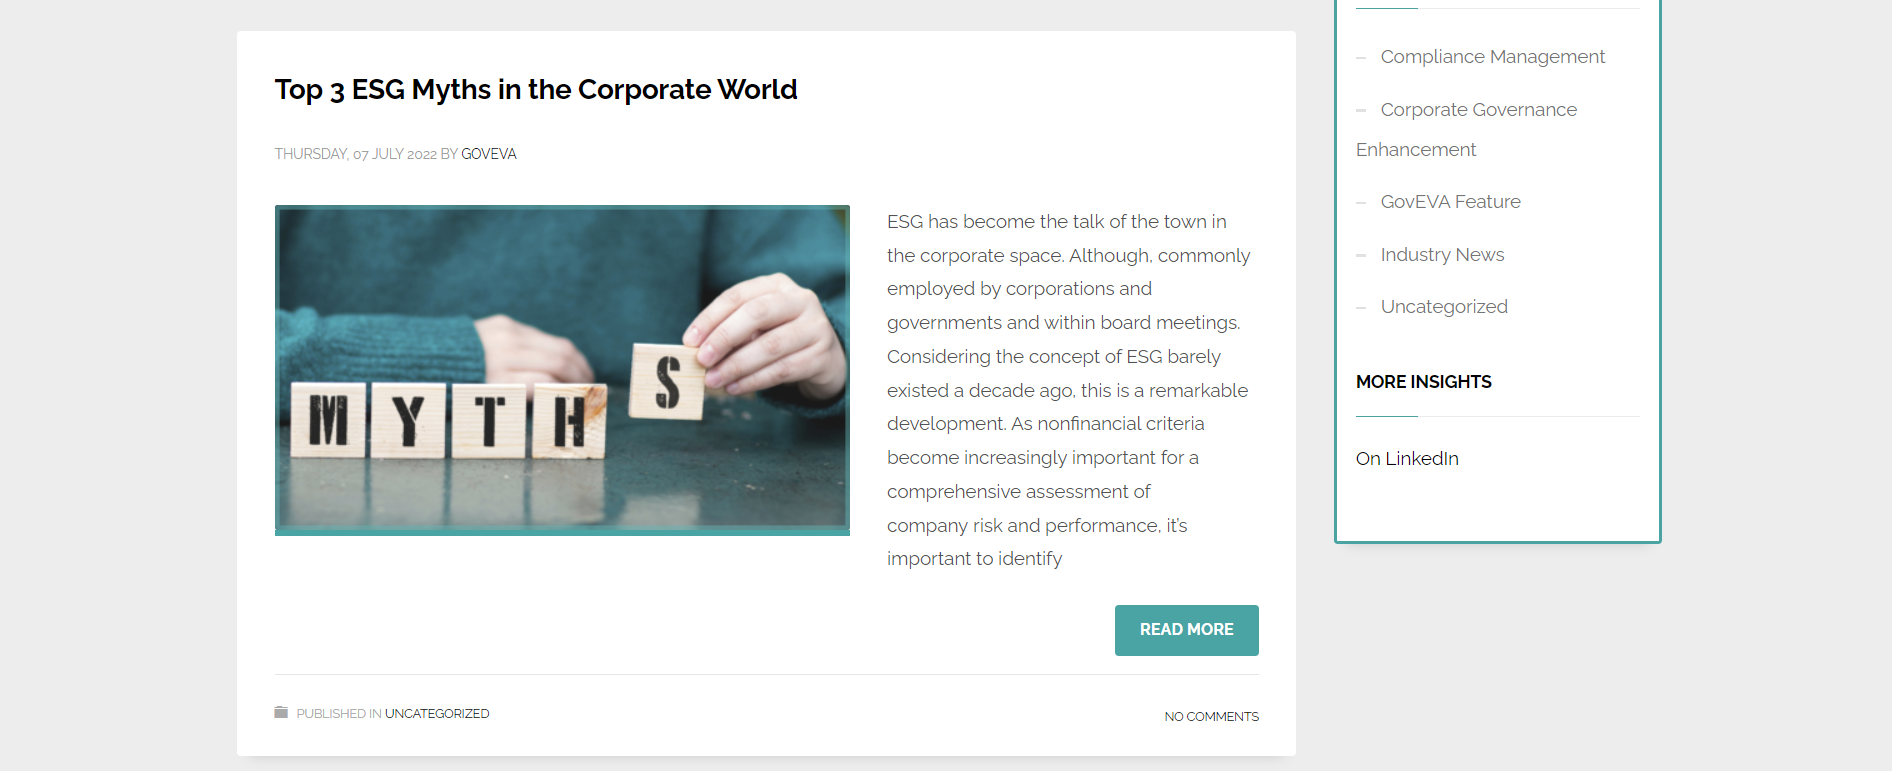 Top 3 ESG Myths in the Corporate World
THURSDAY, 07 JULY 2022 BY GOVEVA
MYTHS
ESG has become the talk of the town in
the corporate space. Although, commonly
employed by corporations and
governments and within board meetings.
Considering the concept of ESG barely
existed a decade ago, this is a remarkable
development. As nonfinancial criteria
become increasingly important for a
comprehensive assessment of
company risk and performance, it's
important to identify
READ MORE
PUBLISHED IN UNCATEGORIZED
NO COMMENTS
Compliance Management
Corporate Governance
Enhancement
GovEVA Feature
Industry News
Uncategorized
MORE INSIGHTS
On LinkedIn